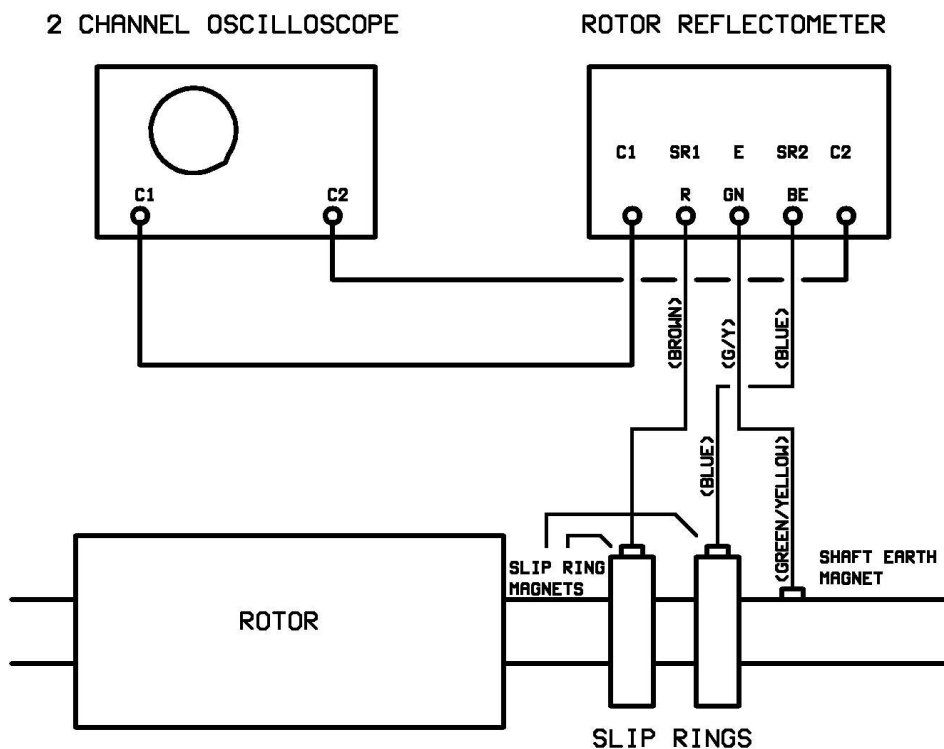 2 CHANNEL OSCILLOSCOPE
ROTOR REFLECTOMETER
C1 SR1 E SR2 C2
C1
C2
R GN BE
(BROWN)
(G/Y)
(BLUE)
(BLUE)
(GREEN/YELLOW)
SLIP RING
MAGNETS
SHAFT EARTH
MAGNET
ROTOR
SLIP RINGS